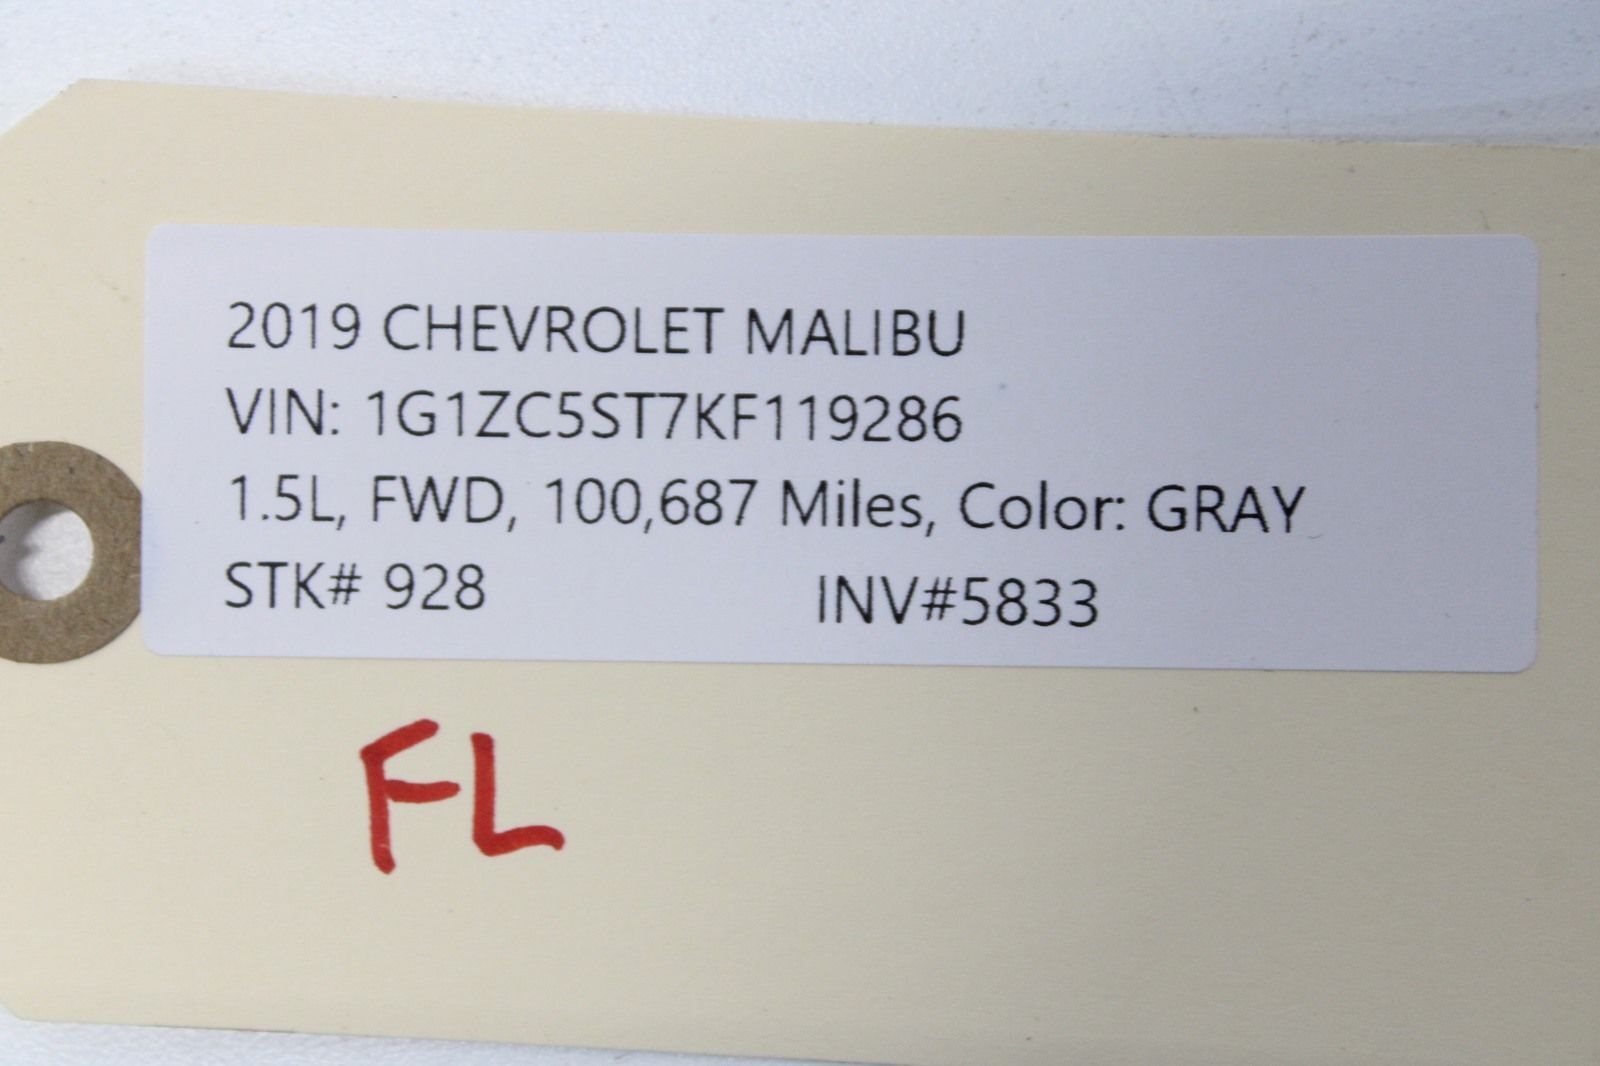 2019 CHEVROLET MALIBU
VIN: 1G1ZC5ST7KF119286
1.5L, FWD, 100,687 Miles, Color: GRAY
STK# 928 INV#5833
FL